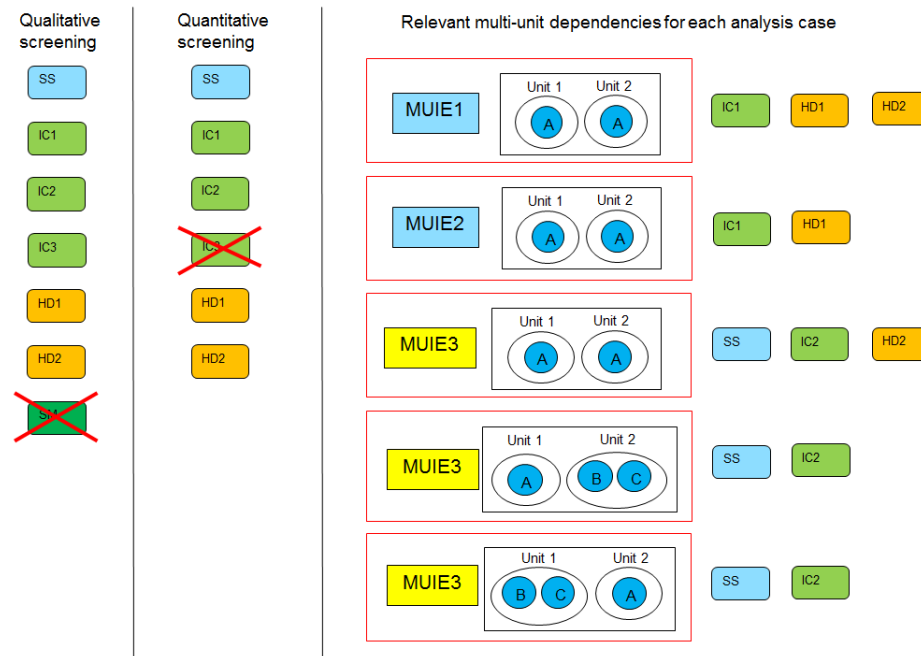 Qualitative
screening
Quantitative
screening
Relevant multi-unit dependencies for each analysis case
SS
IC1
IC2
IC3
HD1
HD2
SM
SS
IC1
IC2
IC3
HD1
HD2
MUIE1
Unit 1
Unit 2
A
A
IC1
HD1
HD2
MUIE2
Unit 1
Unit 2
A
A
IC1
HD1
MUIE3
Unit 1
Unit 2
A
A
SS
IC2
HD2
MUIE3
Unit 1
Unit 2
A
B
C
SS
IC2
MUIE3
Unit 1
Unit 2
B
C
A
SS
IC2